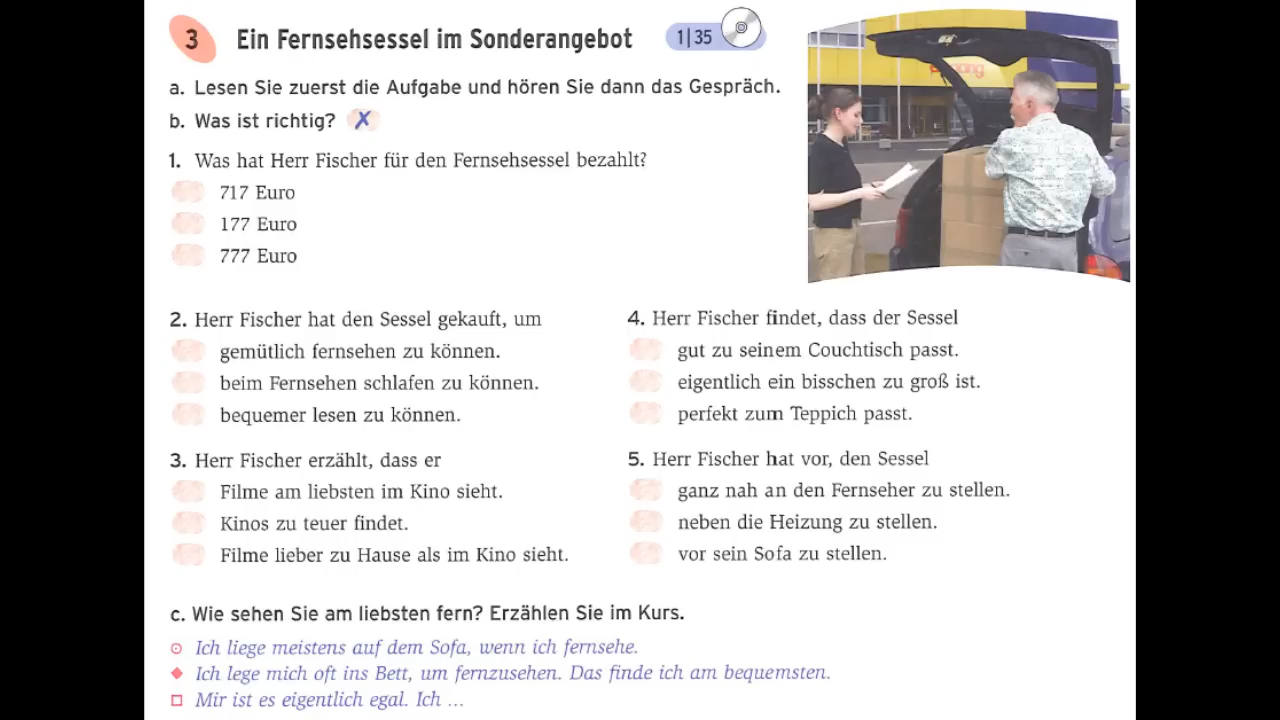 3 Ein Fernsehsessel im Sonderangebot 1|35
a. Lesen Sie zuerst die Aufgabe und hören Sie dann das Gespräch.
b. Was ist richtig? X
1. Was hat Herr Fischer für den Fernsehsessel bezahlt?
717 Euro
177 Euro
777 Euro
2. Herr Fischer hat den Sessel gekauft, um
gemütlich fernsehen zu können.
beim Fernsehen schlafen zu können.
bequemer lesen zu können.
3. Herr Fischer erzählt, dass er
Filme am liebsten im Kino sieht.
Kinos zu teuer findet.
Filme lieber zu Hause als im Kino sieht.
4. Herr Fischer findet, dass der Sessel
gut zu seinem Couchtisch passt.
eigentlich ein bisschen zu groß ist.
perfekt zum Teppich passt.
5. Herr Fischer hat vor, den Sessel
ganz nah an den Fernseher zu stellen.
neben die Heizung zu stellen.
vor sein Sofa zu stellen.
c. Wie sehen Sie am liebsten fern? Erzählen Sie im Kurs.
Ich liege meistens auf dem Sofa, wenn ich fernsehe.
Ich lege mich oft ins Bett, um fernzusehen. Das finde ich am bequemsten.
Mir ist es eigentlich egal. Ich ...